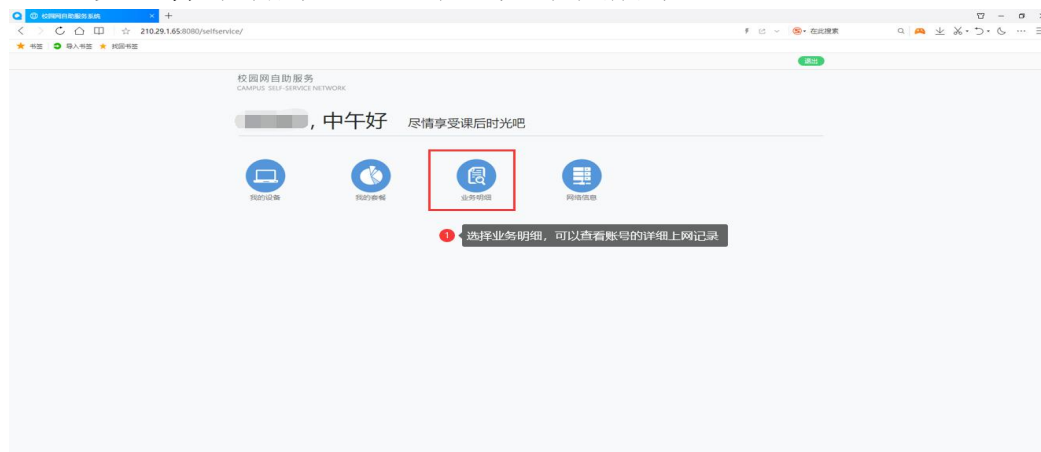 校园网自助服务系统
210.29.1.65:8080/selfservice/
在此搜索
书签 导入书签 找回书签
退出
校园网自助服务
CAMPUS SELF-SERVICE NETWORK
，中午好 尽情享受课后时光吧
我的设备 我的套餐 业务明细 网络信息
1 选择业务明细，可以查看账号的详细上网记录